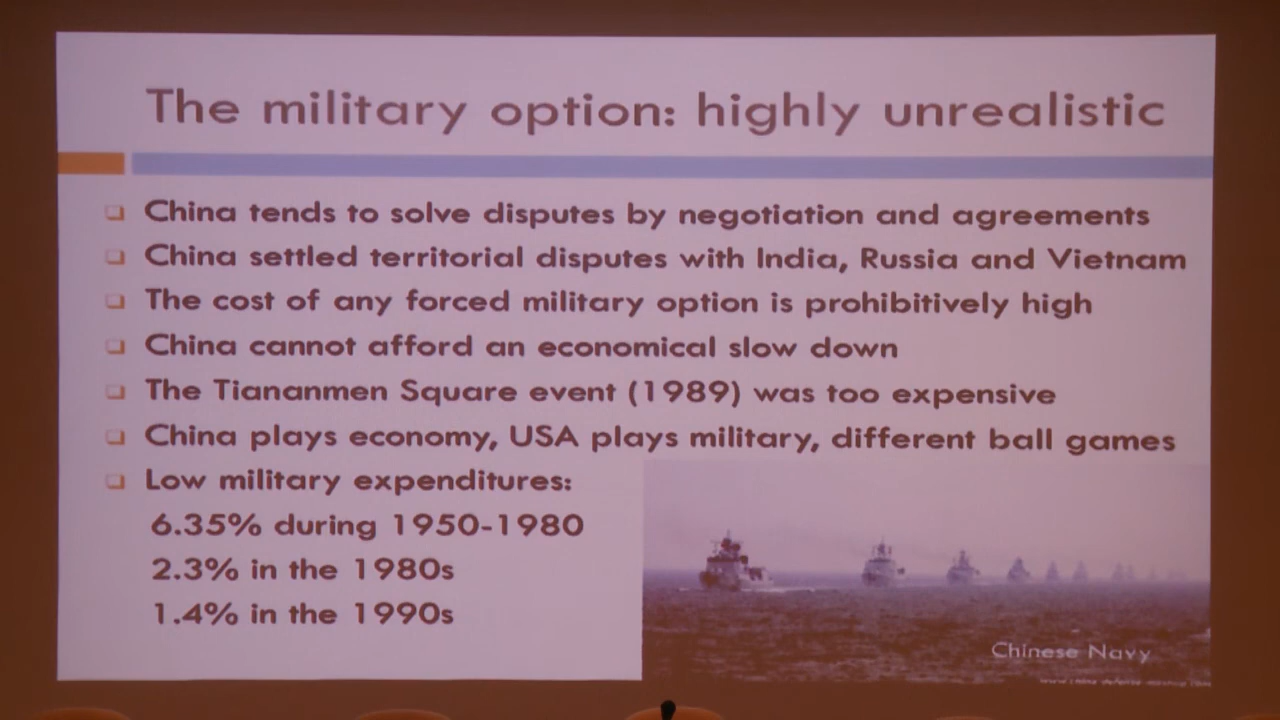 The military option: highly unrealistic
China tends to solve disputes by negotiation and agreements
China settled territorial disputes with India, Russia and Vietnam
The cost of any forced military option is prohibitively high
China cannot afford an economical slow down
The Tiananmen Square event (1989) was too expensive
China plays economy, USA plays military, different ball games
Low military expenditures:
6.35% during 1950-1980
2.3% in the 1980s
1.4% in the 1990s
Chinese Navy